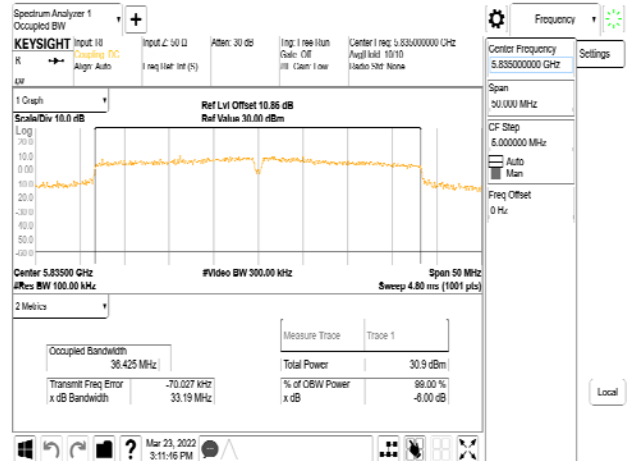 Spectrum Analyzer 1
Occupied BW
+
Frequency
KEYSIGHT
Input: RF
Coupling: DC
Align: Auto
Input Z: 50 Ω
Freq Ref: Int (S)
Atten: 30 dB
Trig: Free Run
Gate: Off
#IF Gain: Low
Center Freq: 5.835000000 GHz
Avg|Hold: 10/10
Radio Std: None
Center Frequency
5.835000000 GHz
Settings
Span
50.000 MHz
CF Step
5.000000 MHz
Auto
Man
Freq Offset
0 Hz
1 Graph
Scale/Div 10.0 dB
Ref Lvl Offset 10.86 dB
Ref Value 30.00 dBm
Log
20.0
10.0
0.00
-10.0
-20.0
-30.0
-40.0
-50.0
-60.0
Center 5.83500 GHz
#Res BW 100.00 kHz
#Video BW 300.00 kHz
Span 50 MHz
Sweep 4.80 ms (1001 pts)
2 Metrics
Measure Trace
Trace 1
Occupied Bandwidth
36.425 MHz
Total Power
30.9 dBm
Transmit Freq Error
-70.027 kHz
% of OBW Power
99.00 %
x dB Bandwidth
33.19 MHz
x dB
-6.00 dB
Local
?
Mar 23, 2022
3:11:46 PM